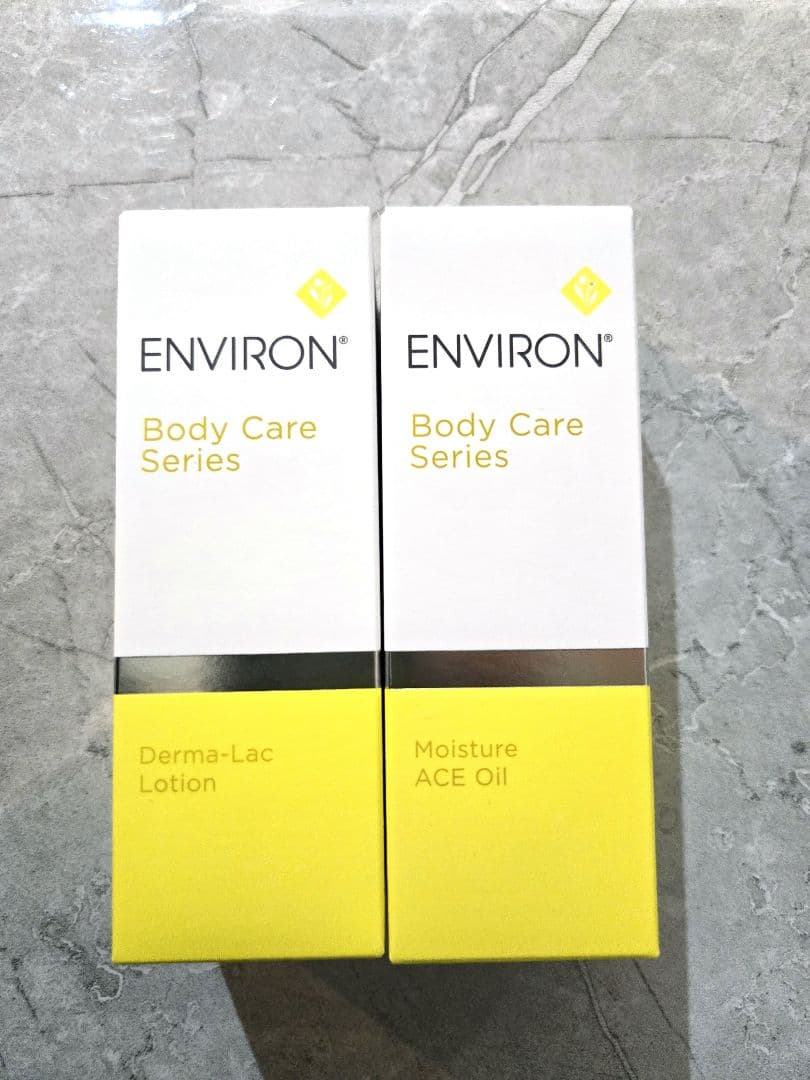 ENVIRON®
Body Care
Series
Derma-Lac
Lotion
ENVIRON®
Body Care
Series
Moisture
ACE Oil